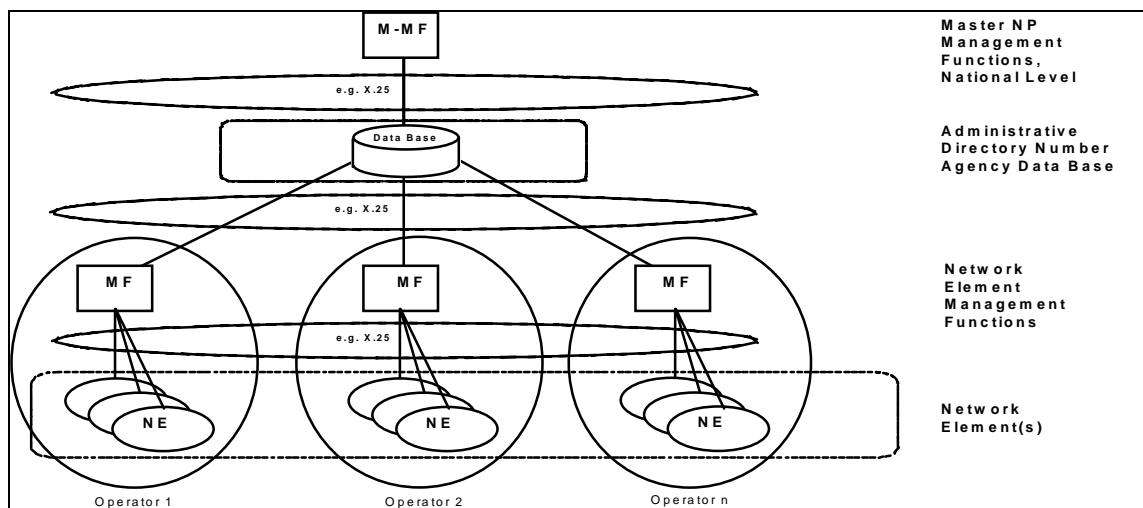 M-MF
Master NP
Management
Functions,
National Level
e.g. X.25
Data Base
Administrative
Directory Number
Agency Data Base
e.g. X.25
MF
MF
MF
Network
Element
Management
Functions
e.g. X.25
NE
NE
NE
Network
Element(s)
Operator 1
Operator 2
Operator n